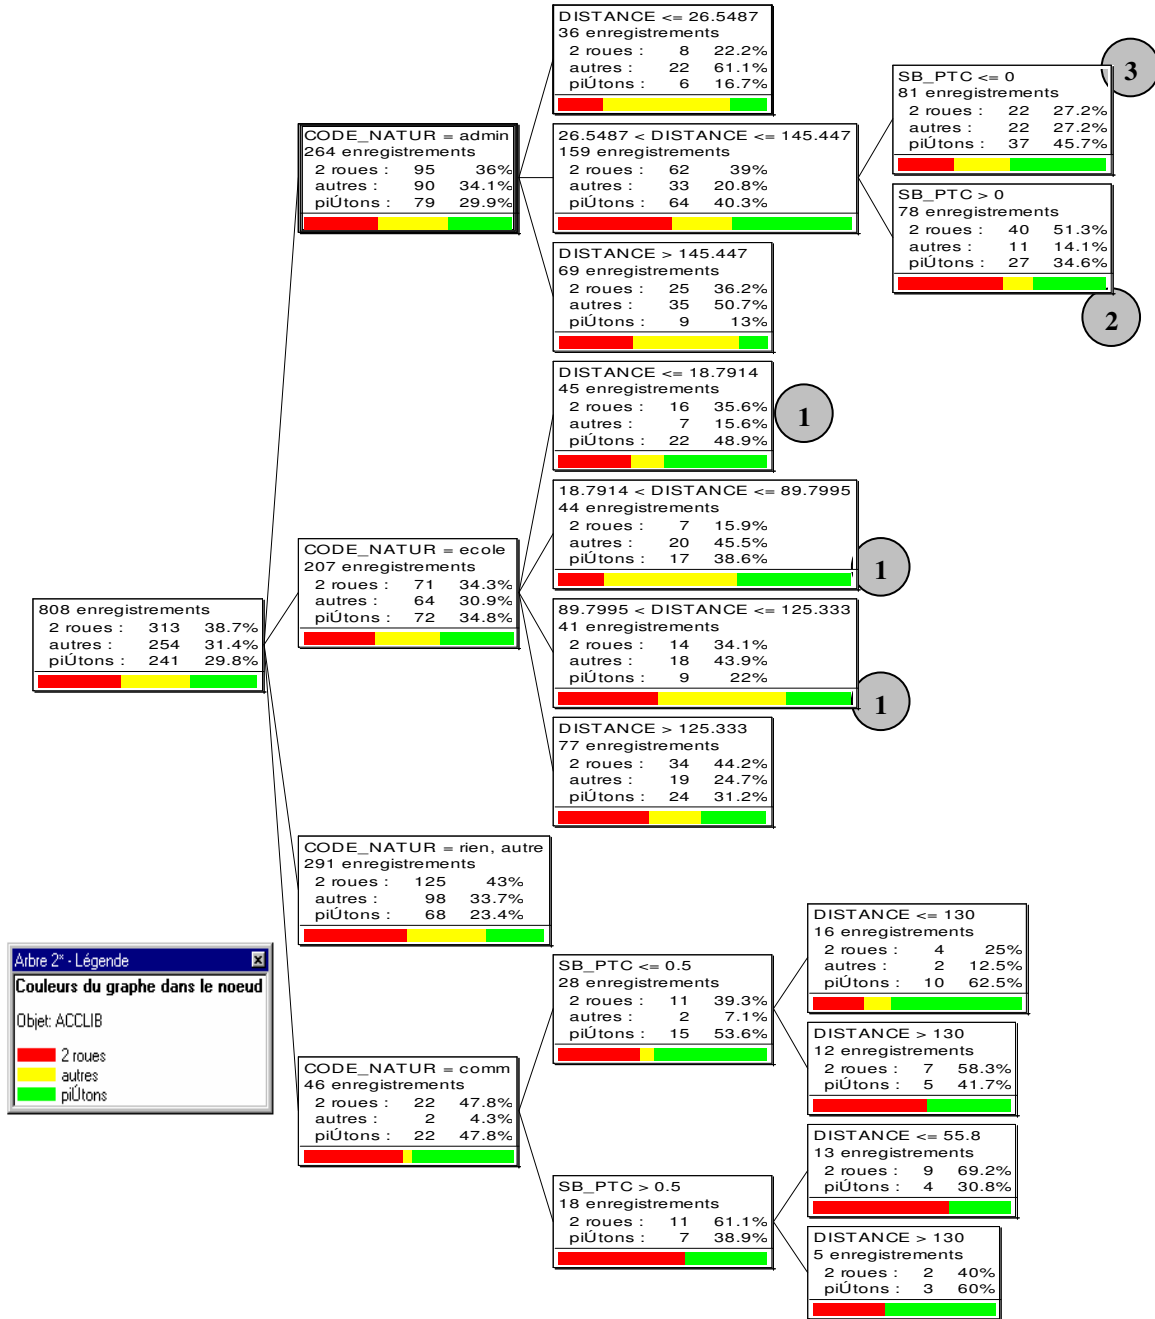 808 enregistrements
2 roues : 313 38.7%
autres : 254 31.4%
piÚtons : 241 29.8%
CODE_NATUR = admin
264 enregistrements
2 roues : 95 36%
autres : 90 34.1%
piÚtons : 79 29.9%
DISTANCE <= 26.5487
36 enregistrements
2 roues : 8 22.2%
autres : 22 61.1%
piÚtons : 6 16.7%
26.5487 < DISTANCE <= 145.447
159 enregistrements
2 roues : 62 39%
autres : 33 20.8%
piÚtons : 64 40.3%
SB_PTC <= 0
81 enregistrements
2 roues : 22 27.2%
autres : 22 27.2%
piÚtons : 37 45.7%
3
SB_PTC > 0
78 enregistrements
2 roues : 40 51.3%
autres : 11 14.1%
piÚtons : 27 34.6%
2
DISTANCE > 145.447
69 enregistrements
2 roues : 25 36.2%
autres : 35 50.7%
piÚtons : 9 13%
CODE_NATUR = ecole
207 enregistrements
2 roues : 71 34.3%
autres : 64 30.9%
piÚtons : 72 34.8%
DISTANCE <= 18.7914
45 enregistrements
2 roues : 16 35.6%
autres : 7 15.6%
piÚtons : 22 48.9%
1
18.7914 < DISTANCE <= 89.7995
44 enregistrements
2 roues : 7 15.9%
autres : 20 45.5%
piÚtons : 17 38.6%
1
89.7995 < DISTANCE <= 125.333
41 enregistrements
2 roues : 14 34.1%
autres : 18 43.9%
piÚtons : 9 22%
1
DISTANCE > 125.333
77 enregistrements
2 roues : 34 44.2%
autres : 19 24.7%
piÚtons : 24 31.2%
CODE_NATUR = rien, autre
291 enregistrements
2 roues : 125 43%
autres : 98 33.7%
piÚtons : 68 23.4%
CODE_NATUR = comm
46 enregistrements
2 roues : 22 47.8%
autres : 2 4.3%
piÚtons : 22 47.8%
SB_PTC <= 0.5
28 enregistrements
2 roues : 11 39.3%
autres : 2 7.1%
piÚtons : 15 53.6%
DISTANCE <= 130
16 enregistrements
2 roues : 4 25%
autres : 2 12.5%
piÚtons : 10 62.5%
DISTANCE > 130
12 enregistrements
2 roues : 7 58.3%
piÚtons : 5 41.7%
SB_PTC > 0.5
18 enregistrements
2 roues : 11 61.1%
piÚtons : 7 38.9%
DISTANCE <= 55.8
13 enregistrements
2 roues : 9 69.2%
piÚtons : 4 30.8%
DISTANCE > 130
5 enregistrements
2 roues : 2 40%
piÚtons : 3 60%
Arbre 2* - Légende
Couleurs du graphe dans le noeud
Objet: ACCLIB
2 roues
autres
piÚtons